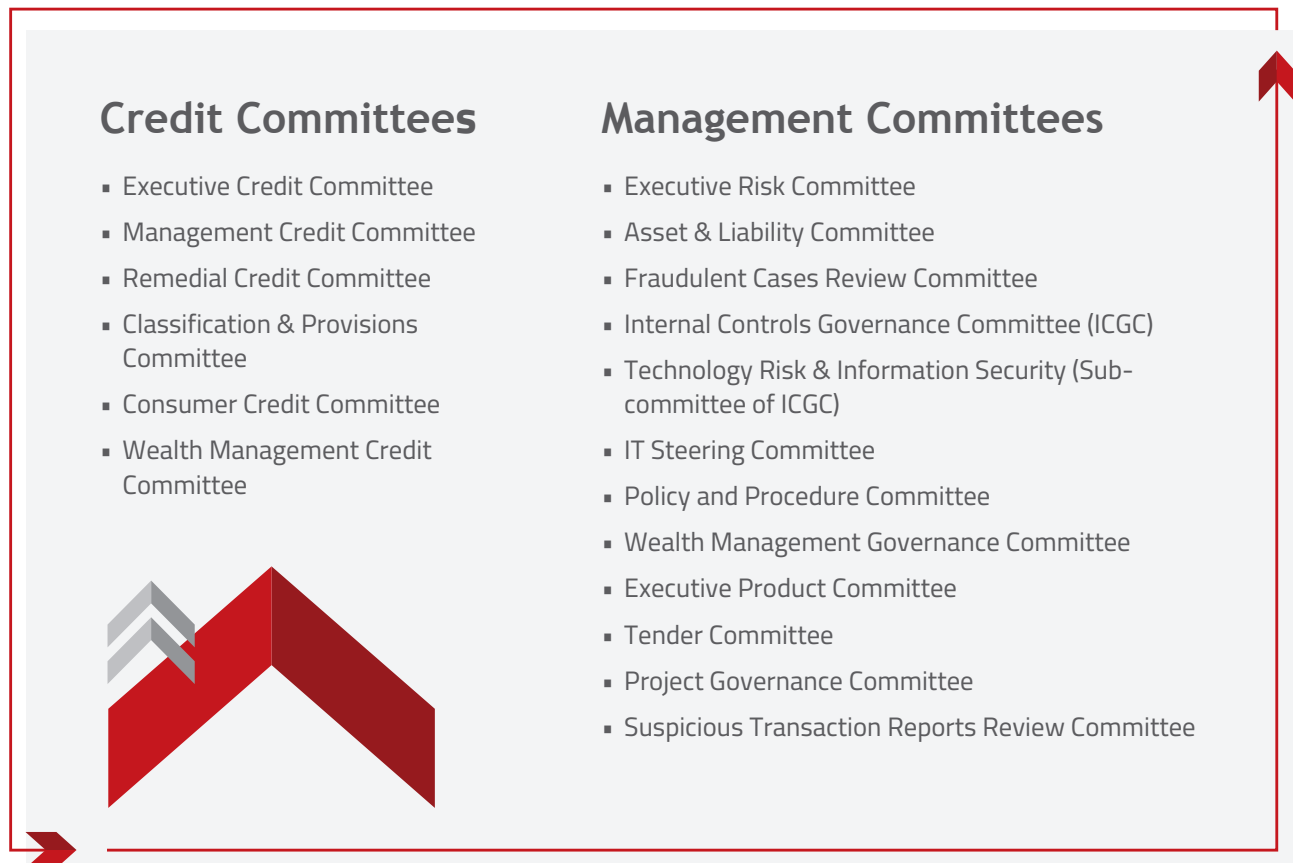 Credit Committees
▪ Executive Credit Committee
▪ Management Credit Committee
▪ Remedial Credit Committee
▪ Classification & Provisions
Committee
▪ Consumer Credit Committee
▪ Wealth Management Credit
Committee
Management Committees
▪ Executive Risk Committee
▪ Asset & Liability Committee
▪ Fraudulent Cases Review Committee
▪ Internal Controls Governance Committee (ICGC)
▪ Technology Risk & Information Security (Sub-
committee of ICGC)
▪ IT Steering Committee
▪ Policy and Procedure Committee
▪ Wealth Management Governance Committee
▪ Executive Product Committee
▪ Tender Committee
▪ Project Governance Committee
▪ Suspicious Transaction Reports Review Committee